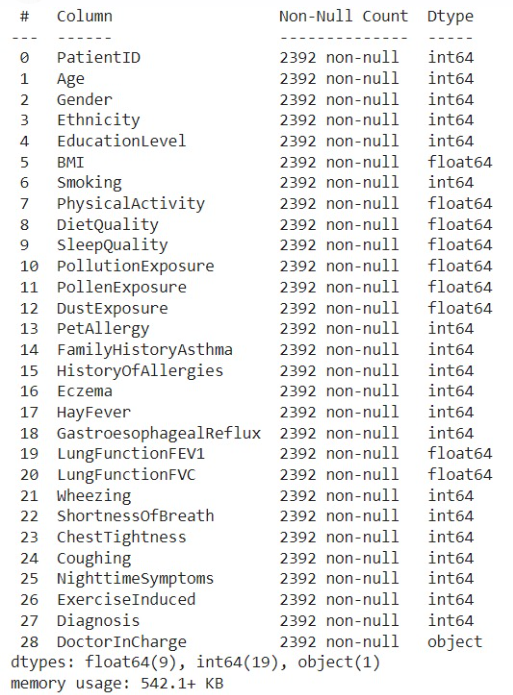 #   Column                 Non-Null Count  Dtype
--- ------                 --------------  -----
0   PatientID              2392 non-null   int64
1   Age                    2392 non-null   int64
2   Gender                 2392 non-null   int64
3   Ethnicity              2392 non-null   int64
4   EducationLevel         2392 non-null   int64
5   BMI                    2392 non-null   float64
6   Smoking                2392 non-null   int64
7   PhysicalActivity       2392 non-null   float64
8   DietQuality            2392 non-null   float64
9   SleepQuality           2392 non-null   float64
10  PollutionExposure      2392 non-null   float64
11  PollenExposure         2392 non-null   float64
12  DustExposure           2392 non-null   float64
13  PetAllergy             2392 non-null   int64
14  FamilyHistoryAsthma    2392 non-null   int64
15  HistoryOfAllergies     2392 non-null   int64
16  Eczema                 2392 non-null   int64
17  HayFever               2392 non-null   int64
18  GastroesophagealReflux 2392 non-null   int64
19  LungFunctionFEV1       2392 non-null   float64
20  LungFunctionFVC        2392 non-null   float64
21  Wheezing               2392 non-null   int64
22  ShortnessOfBreath      2392 non-null   int64
23  ChestTightness         2392 non-null   int64
24  Coughing               2392 non-null   int64
25  NighttimeSymptoms      2392 non-null   int64
26  ExerciseInduced        2392 non-null   int64
27  Diagnosis              2392 non-null   int64
28  DoctorInCharge         2392 non-null   object
dtypes: float64(9), int64(19), object(1)
memory usage: 542.1+ KB